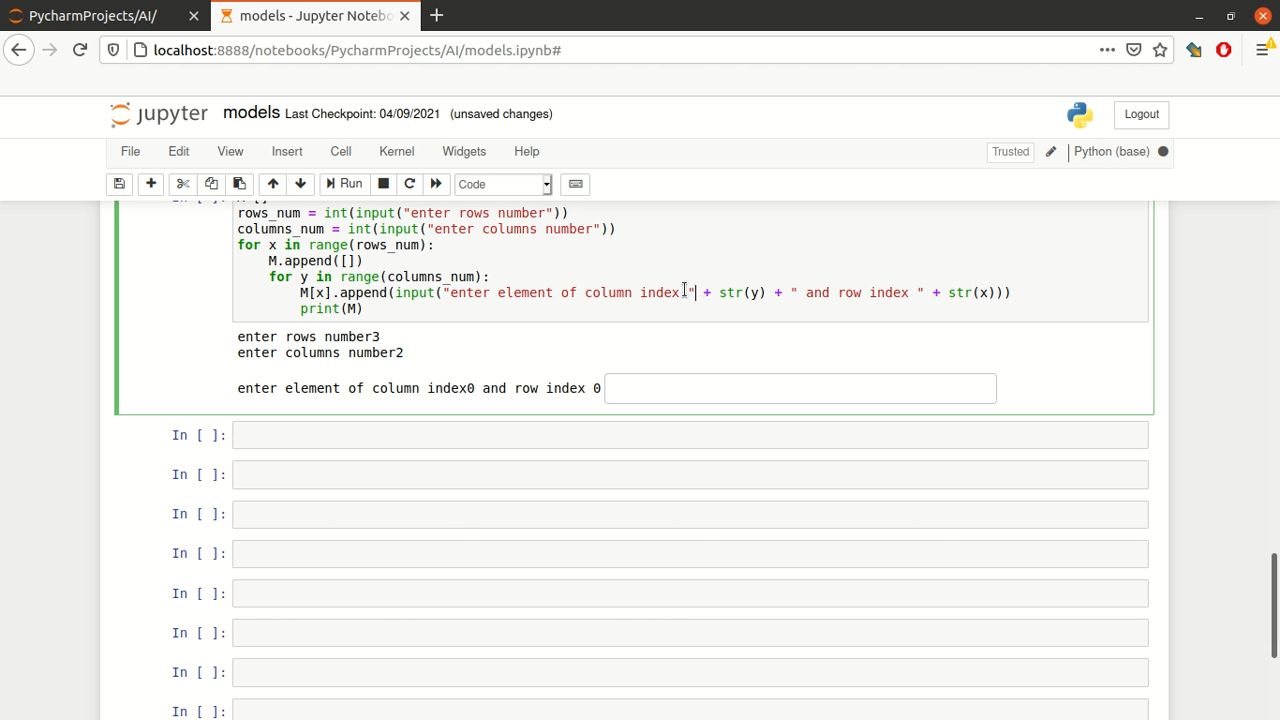 PycharmProjects/AI/
models - Jupyter Notebo
localhost:8888/notebooks/PycharmProjects/AI/models.ipynb#
jupyter models Last Checkpoint: 04/09/2021 (unsaved changes)
Logout
File Edit View Insert Cell Kernel Widgets Help
Trusted Python (base)
Run Code
rows_num = int(input("enter rows number"))
columns_num = int(input("enter columns number"))
for x in range(rows_num):
    M.append([])
    for y in range(columns_num):
        M[x].append(input("enter element of column index" + str(y) + " and row index " + str(x)))
        print(M)
enter rows number3
enter columns number2
enter element of column index0 and row index 0
In [ ]:
In [ ]:
In [ ]:
In [ ]:
In [ ]:
In [ ]:
In [ ]:
In [ ]: